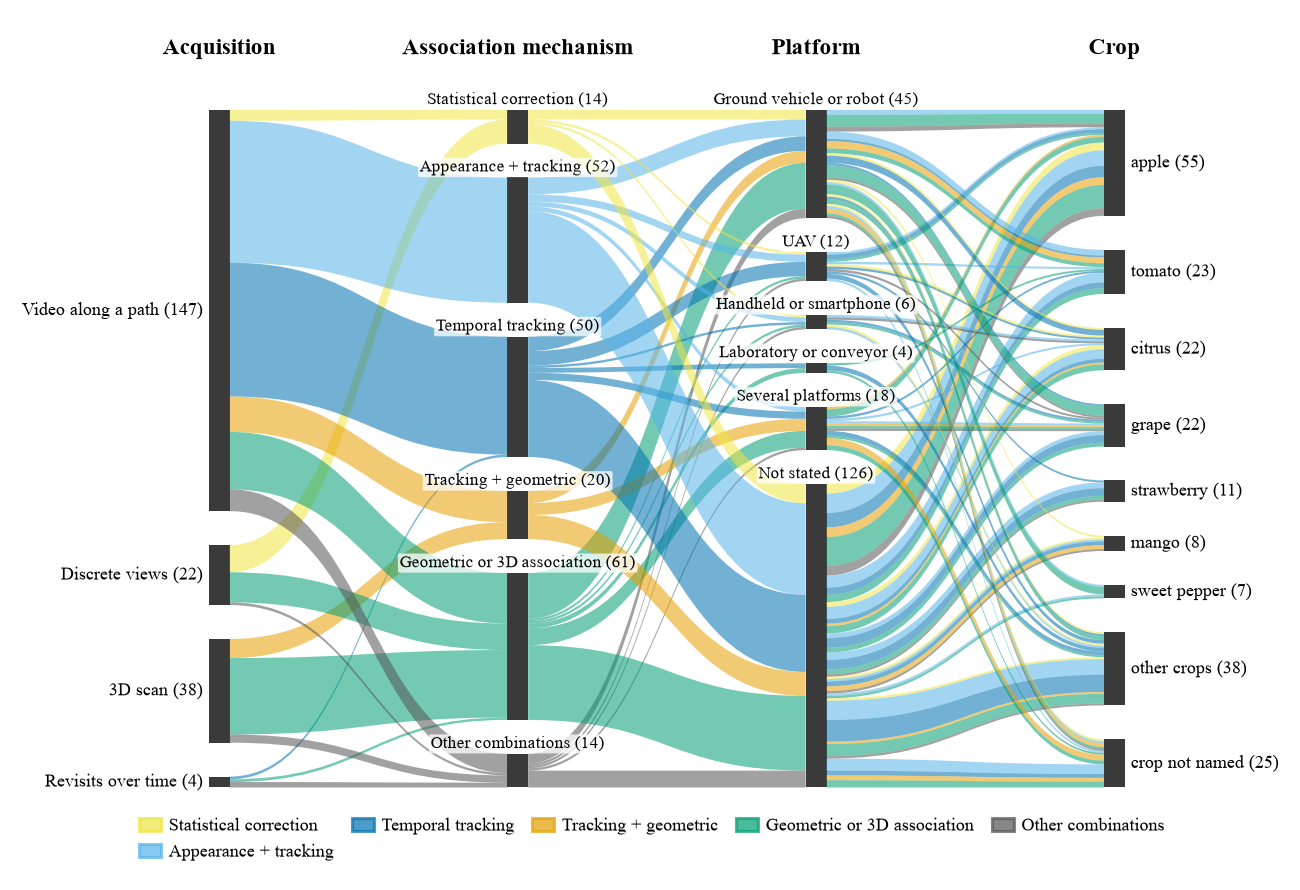 Acquisition
Association mechanism
Platform
Crop
Statistical correction (14)
Ground vehicle or robot (45)
Appearance + tracking (52)
apple (55)
UAV (12)
tomato (23)
Handheld or smartphone (6)
Video along a path (147)
Temporal tracking (50)
citrus (22)
Laboratory or conveyor (4)
Several platforms (18)
grape (22)
Not stated (126)
Tracking + geometric (20)
strawberry (11)
mango (8)
Geometric or 3D association (61)
Discrete views (22)
sweet pepper (7)
other crops (38)
3D scan (38)
Other combinations (14)
crop not named (25)
Revisits over time (4)
Statistical correction
Temporal tracking
Tracking + geometric
Geometric or 3D association
Other combinations
Appearance + tracking